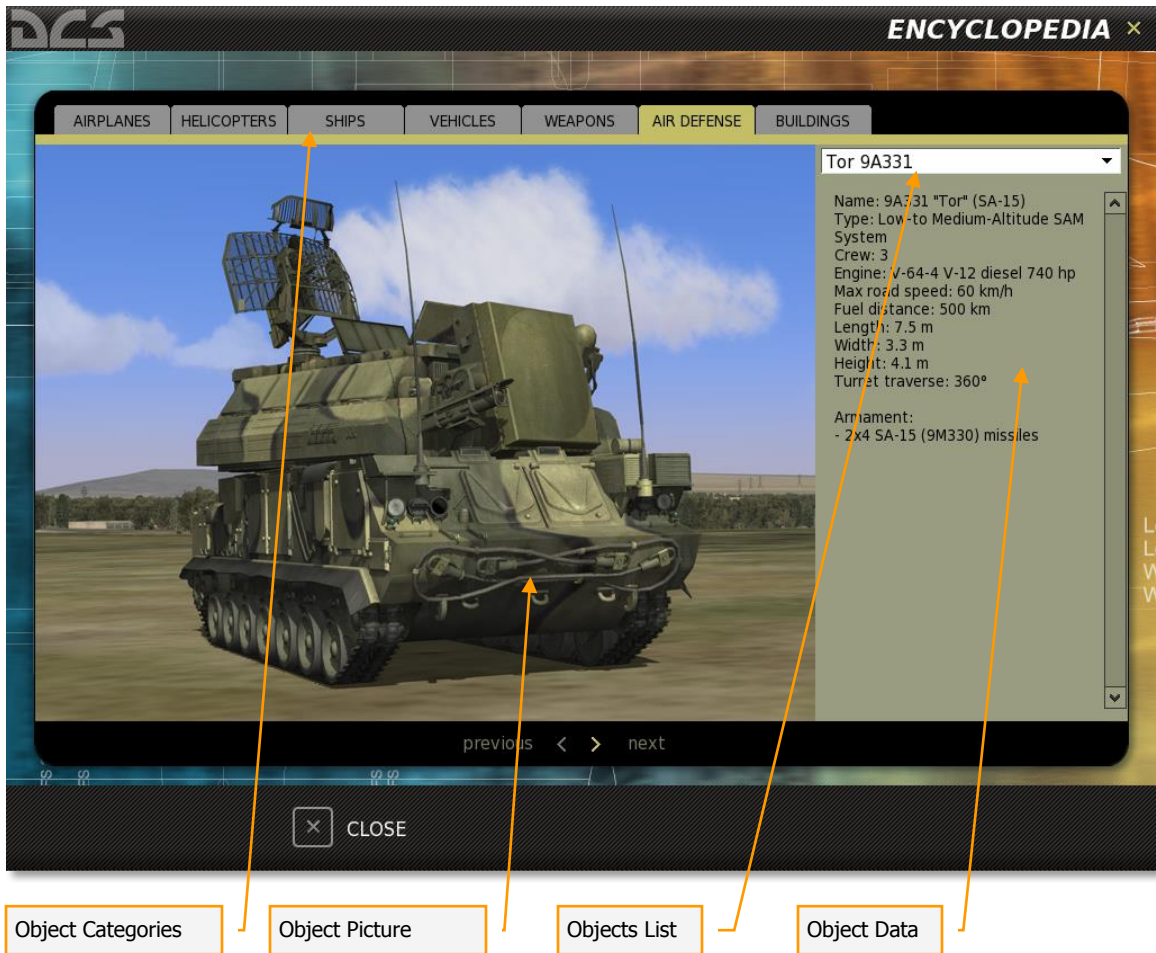 DCS
ENCYCLOPEDIA
AIRPLANES HELICOPTERS SHIPS VEHICLES WEAPONS AIR DEFENSE BUILDINGS
Tor 9A331
Name: 9A331 "Tor" (SA-15)
Type: Low-to Medium-Altitude SAM
System
Crew: 3
Engine: V-64-4 V-12 diesel 740 hp
Max road speed: 60 km/h
Fuel distance: 500 km
Length: 7.5 m
Width: 3.3 m
Height: 4.1 m
Turret traverse: 360°
Armament:
- 2x4 SA-15 (9M330) missiles
previous < > next
CLOSE
Object Categories
Object Picture
Objects List
Object Data